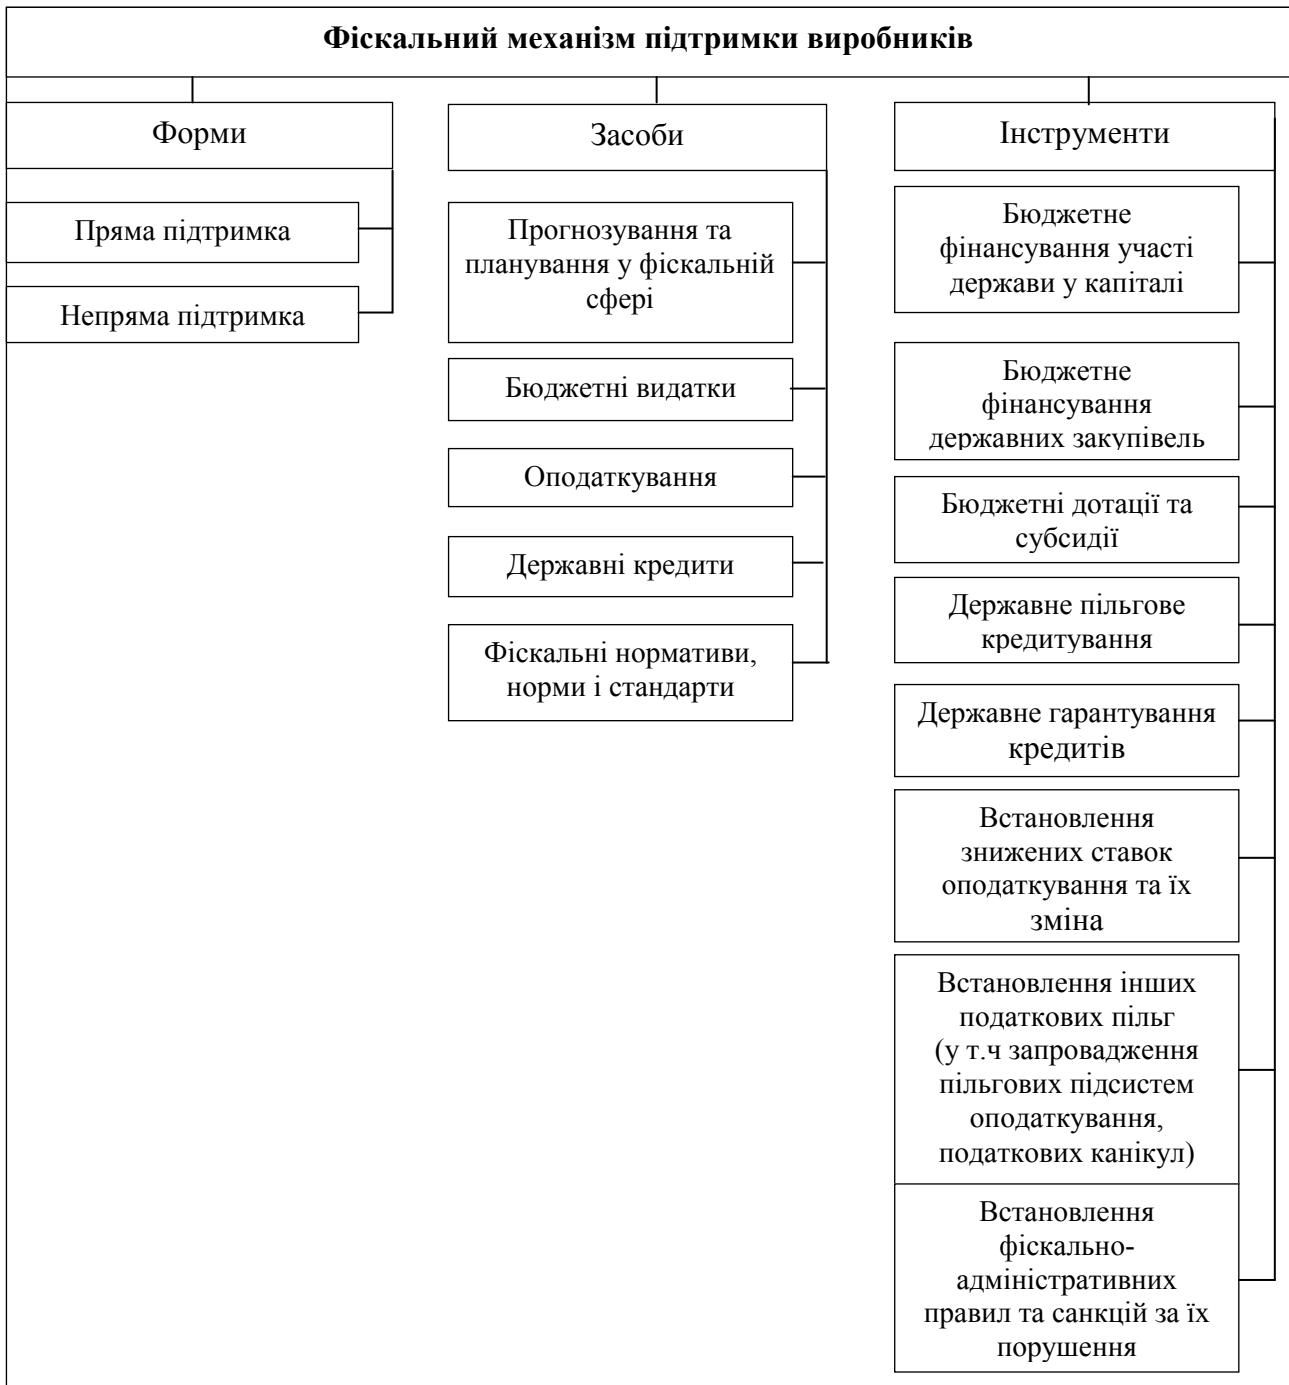 Фіскальний механізм підтримки виробників
Форми
Пряма підтримка
Непряма підтримка
Засоби
Прогнозування та
планування у фіскальній
сфері
Бюджетні видатки
Оподаткування
Державні кредити
Фіскальні нормативи,
норми і стандарти
Інструменти
Бюджетне
фінансування участі
держави у капіталі
Бюджетне
фінансування
державних закупівель
Бюджетні дотації та
субсидії
Державне пільгове
кредитування
Державне гарантування
кредитів
Встановлення
знижених ставок
оподаткування та їх
зміна
Встановлення інших
податкових пільг
(у т.ч запровадження
пільгових підсистем
оподаткування,
податкових канікул)
Встановлення
фіскально-
адміністративних
правил та санкцій за їх
порушення